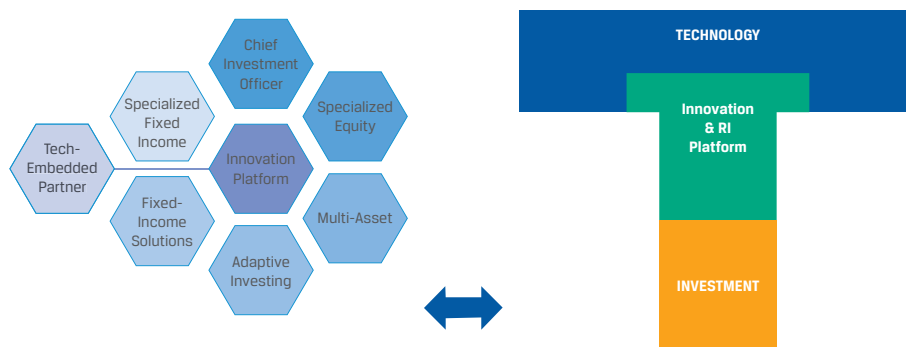 Chief
Investment
Officer
Specialized
Fixed
Income
Specialized
Equity
Tech-
Embedded
Partner
Innovation
Platform
Fixed-
Income
Solutions
Multi-Asset
Adaptive
Investing
TECHNOLOGY
Innovation
& RI
Platform
INVESTMENT